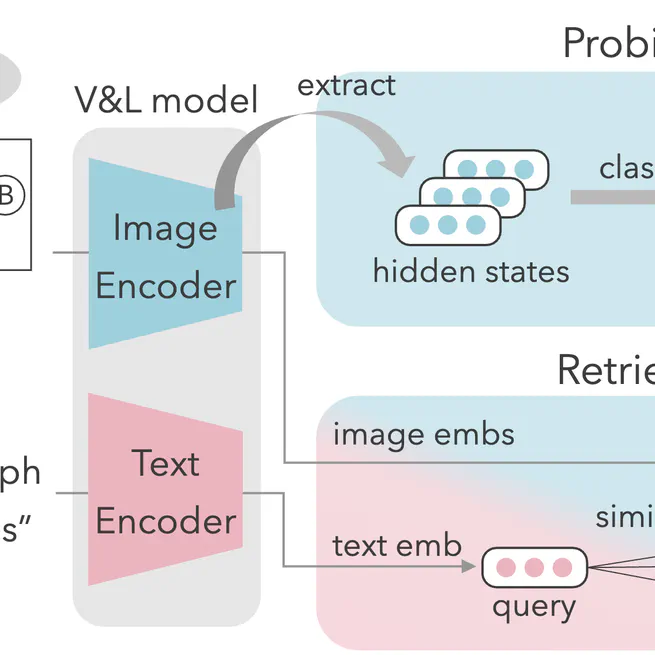 Probi
V&L model
extract
B
Image
Encoder
clas
hidden states
Retrie
image embs
ph
Text
Encoder
s”
simi
text emb
query